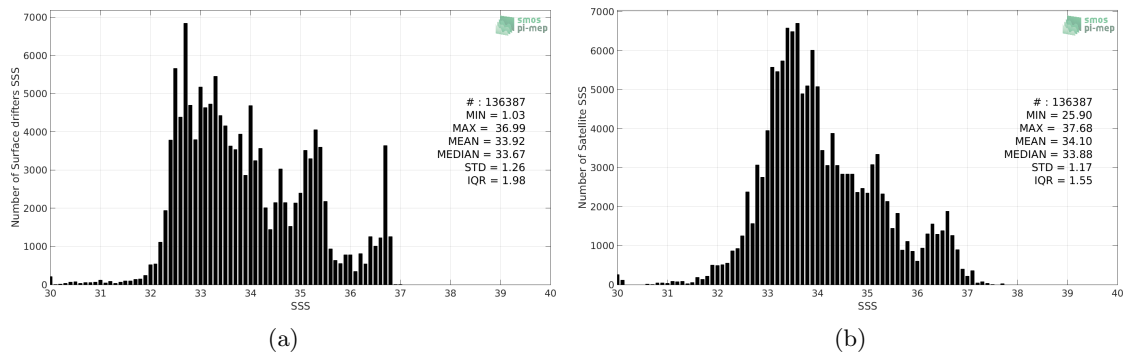 7000
6000
5000
4000
3000
2000
1000
0
Number of Surface drifters SSS
smos
pi-mep
# : 136387
MIN = 1.03
MAX = 36.99
MEAN = 33.92
MEDIAN = 33.67
STD = 1.26
IQR = 1.98
30 31 32 33 34 35 36 37 38 39 40
SSS
(a)
7000
6000
5000
4000
3000
2000
1000
0
Number of Satellite SSS
smos
pi-mep
# : 136387
MIN = 25.90
MAX = 37.68
MEAN = 34.10
MEDIAN = 33.88
STD = 1.17
IQR = 1.55
30 31 32 33 34 35 36 37 38 39 40
SSS
(b)